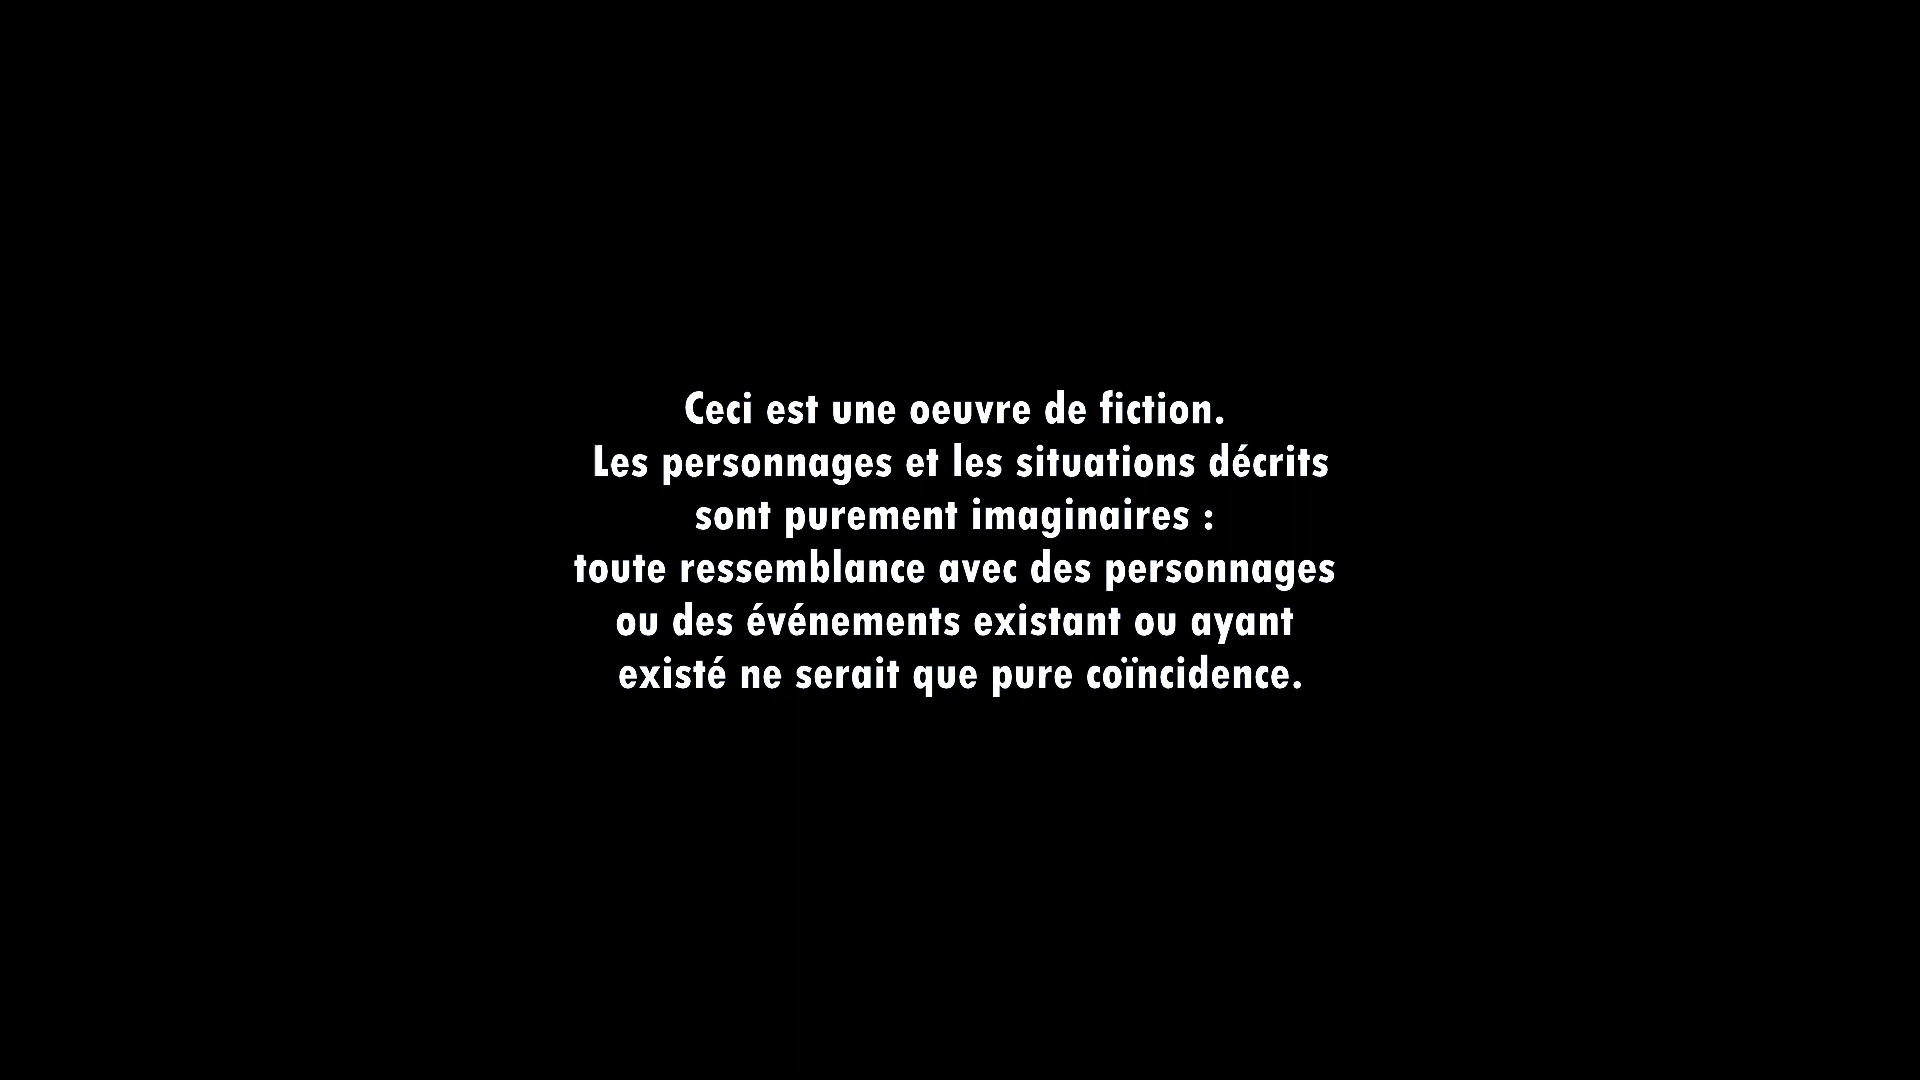 Ceci est une oeuvre de fiction.
Les personnages et les situations décrits
sont purement imaginaires :
toute ressemblance avec des personnages
ou des événements existant ou ayant
existé ne serait que pure coïncidence.